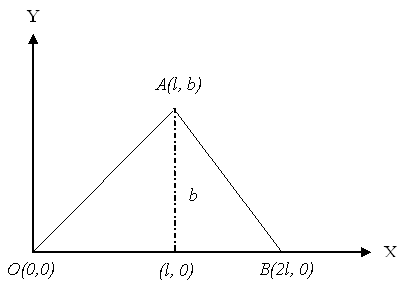 Y
A(l, b)
b
X
O(0,0)
(l, 0)
B(2l, 0)